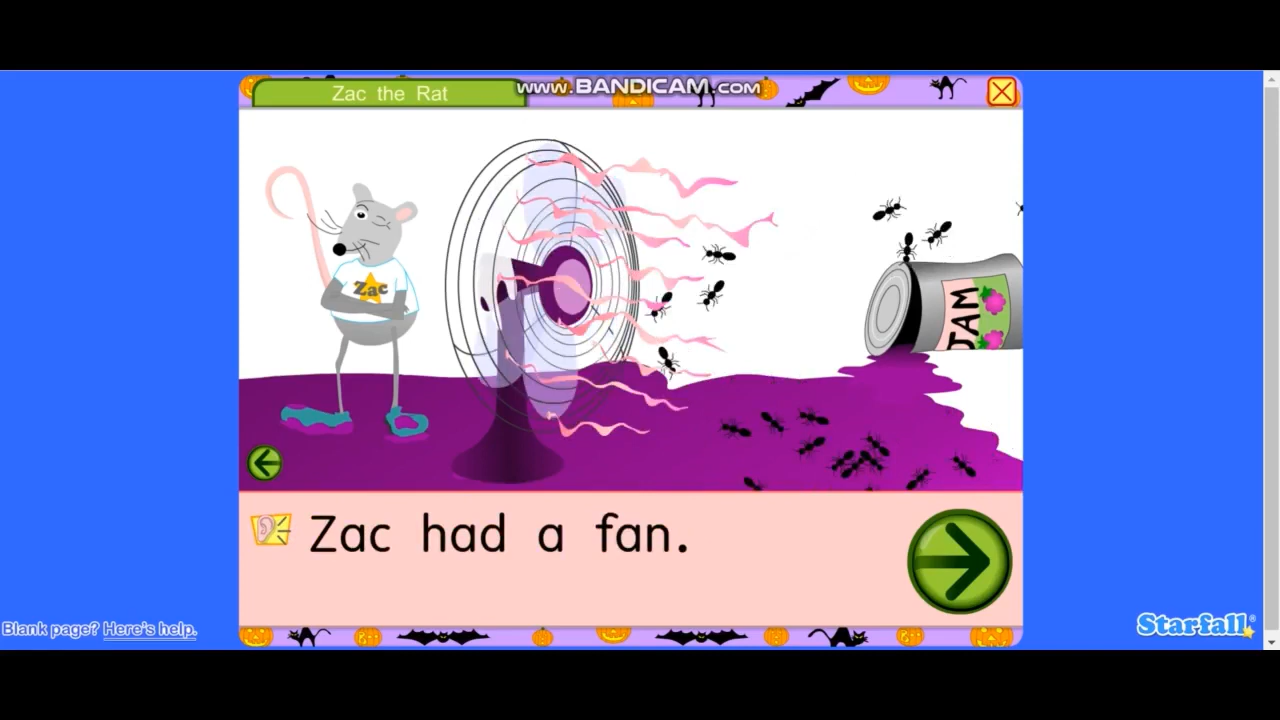 www.BANDICAM.com
Zac the Rat
Zac
JAM
Zac had a fan.
Blank page? Here's help.
Starfall